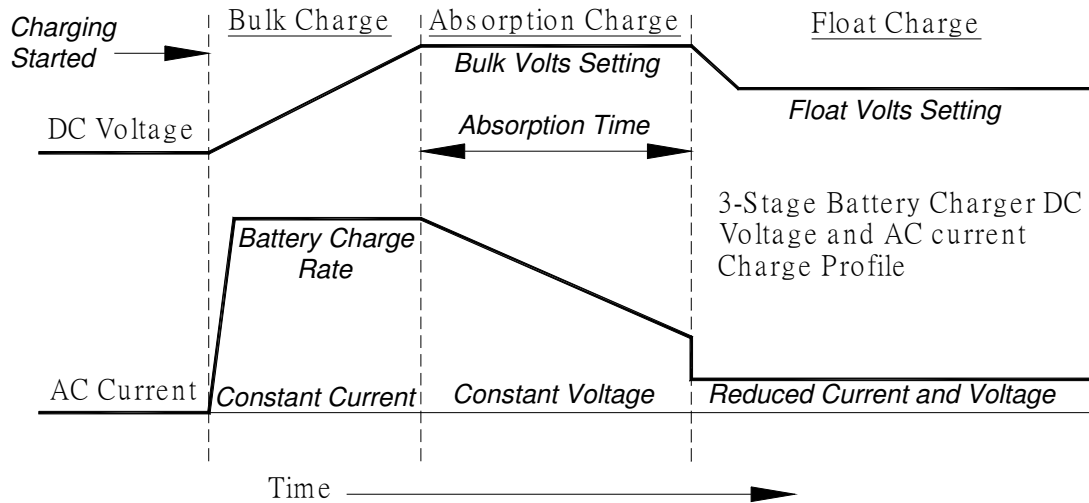 Charging
Started
Bulk Charge
Absorption Charge
Float Charge
Bulk Volts Setting
Float Volts Setting
DC Voltage
Absorption Time
3-Stage Battery Charger DC
Voltage and AC current
Charge Profile
Battery Charge
Rate
AC Current
Constant Current
Constant Voltage
Reduced Current and Voltage
Time